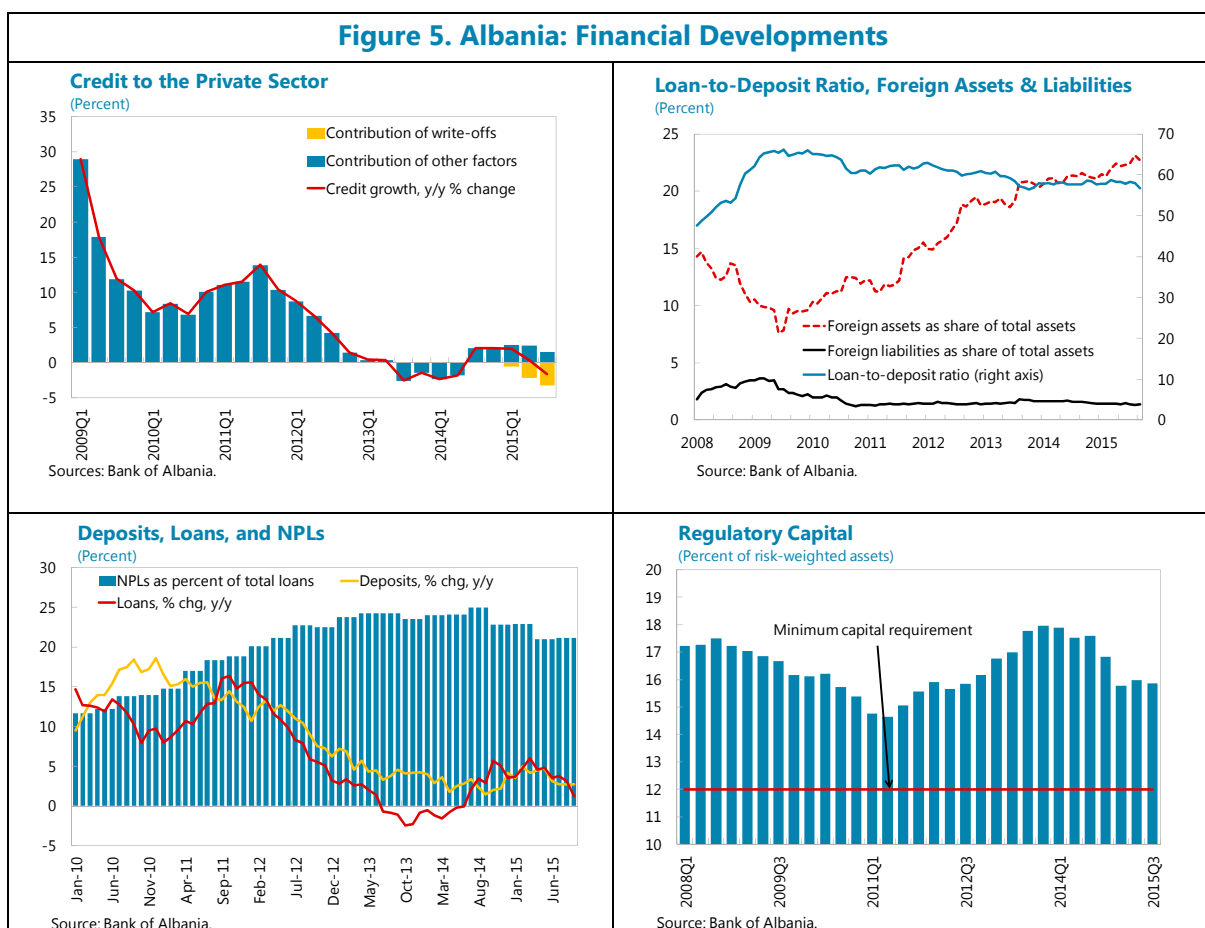 Figure 5. Albania: Financial Developments
Credit to the Private Sector
(Percent)
35
30
25
20
15
10
5
0
-5
Contribution of write-offs
Contribution of other factors
Credit growth, y/y % change
2009Q1
2010Q1
2011Q1
2012Q1
2013Q1
2014Q1
2015Q1
Sources: Bank of Albania.
Loan-to-Deposit Ratio, Foreign Assets & Liabilities
(Percent)
25
20
15
10
5
0
70
60
50
40
30
20
10
0
Foreign assets as share of total assets
Foreign liabilities as share of total assets
Loan-to-deposit ratio (right axis)
2008 2009 2010 2011 2012 2013 2014 2015
Source: Bank of Albania.
Deposits, Loans, and NPLs
(Percent)
30
25
20
15
10
5
0
-5
NPLs as percent of total loans
Deposits, % chg, y/y
Loans, % chg, y/y
Jan-10
Jun-10
Nov-10
Apr-11
Sep-11
Feb-12
Jul-12
Dec-12
May-13
Oct-13
Mar-14
Aug-14
Jan-15
Jun-15
Source: Bank of Albania.
Regulatory Capital
(Percent of risk-weighted assets)
20
19
18
17
16
15
14
13
12
11
10
Minimum capital requirement
2008Q1
2009Q3
2011Q1
2012Q3
2014Q1
2015Q3
Source: Bank of Albania.